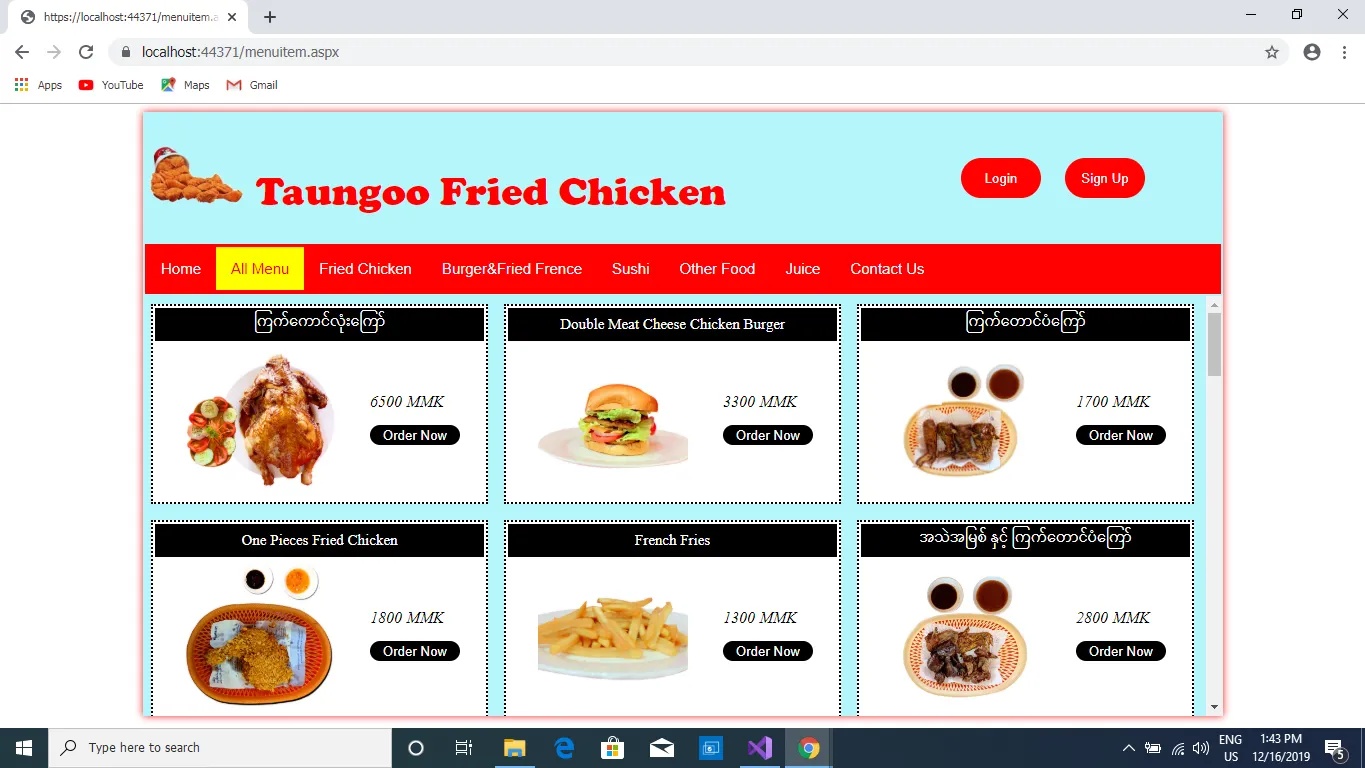 https://localhost:44371/menuitem.a
localhost:44371/menuitem.aspx
Apps YouTube Maps Gmail
Taungoo Fried Chicken
Login Sign Up
Home All Menu Fried Chicken Burger&Fried Frence Sushi Other Food Juice Contact Us
ကြက်ကောင်လုံးကြော် Double Meat Cheese Chicken Burger ကြက်တောင်ပံကြော်
6500 MMK 3300 MMK 1700 MMK
Order Now Order Now Order Now
One Pieces Fried Chicken French Fries အသဲအမြစ် နှင့် ကြက်တောင်ပံကြော်
1800 MMK 1300 MMK 2800 MMK
Order Now Order Now Order Now
Type here to search
ENG 1:43 PM
US 12/16/2019 5